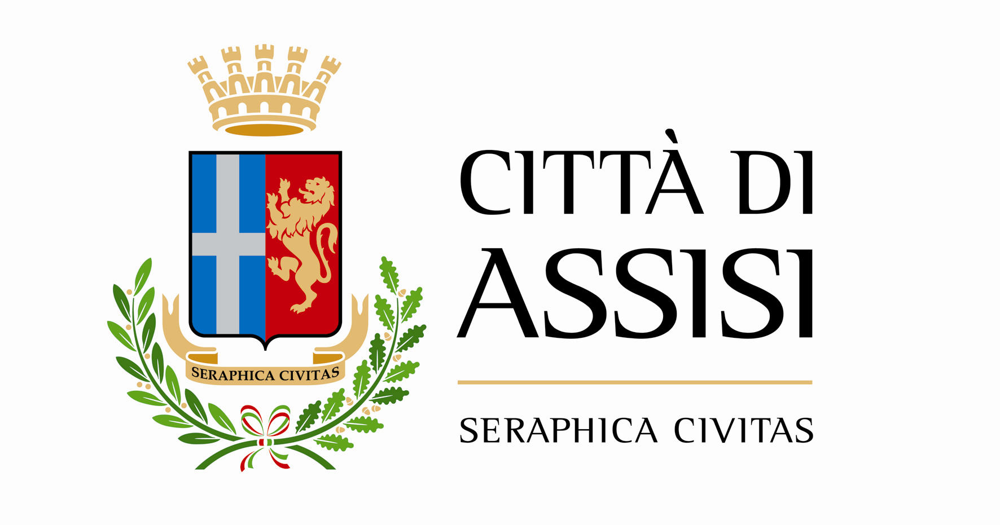 SERAPHICA CIVITAS
CITTÀ DI
ASSISI
SERAPHICA CIVITAS